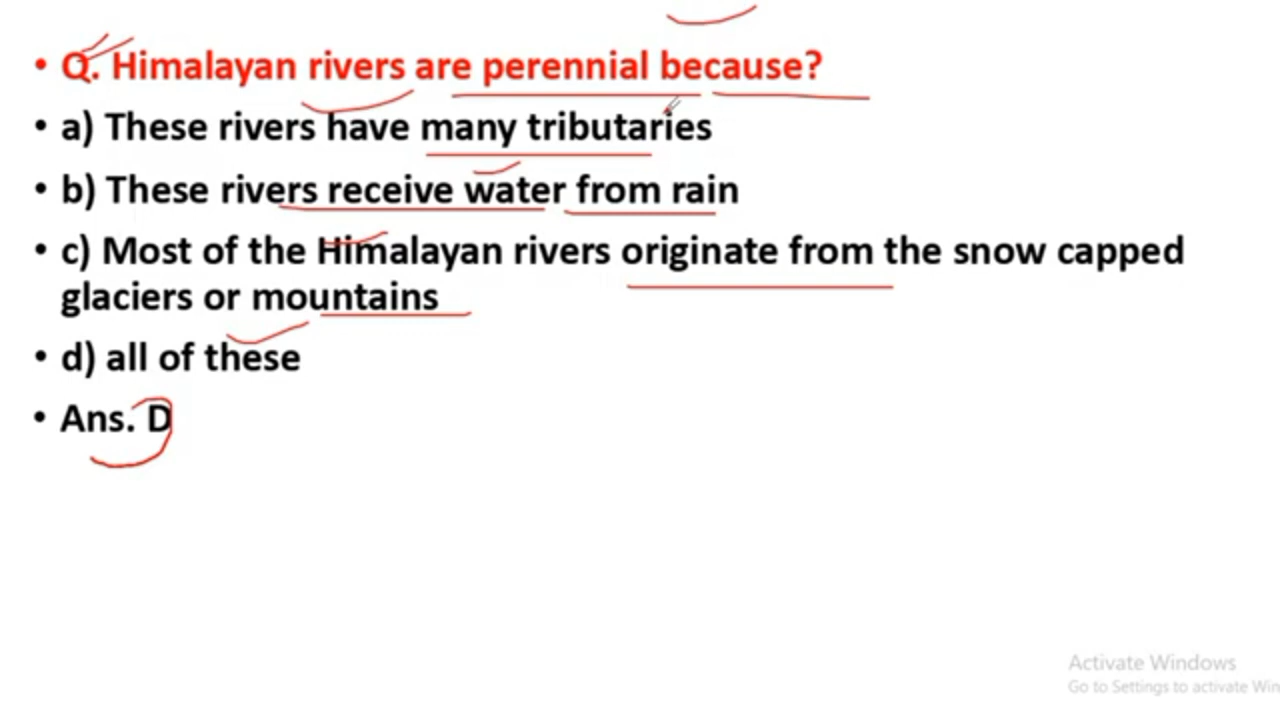 • Q. Himalayan rivers are perennial because?
• a) These rivers have many tributaries
• b) These rivers receive water from rain
• c) Most of the Himalayan rivers originate from the snow capped
glaciers or mountains
• d) all of these
• Ans. D
Activate Windows
Go to Settings to activate Win